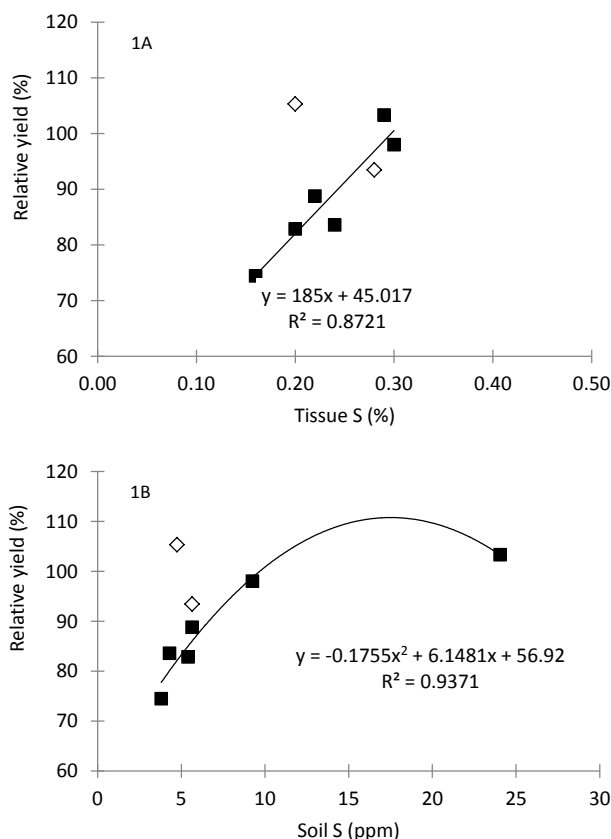 1A
Relative yield (%)
120
110
100
90
80
70
60
y = 185x + 45.017
R² = 0.8721
0.00 0.10 0.20 0.30 0.40 0.50
Tissue S (%)
1B
Relative yield (%)
120
110
100
90
80
70
60
y = -0.1755x² + 6.1481x + 56.92
R² = 0.9371
0 5 10 15 20 25 30
Soil S (ppm)